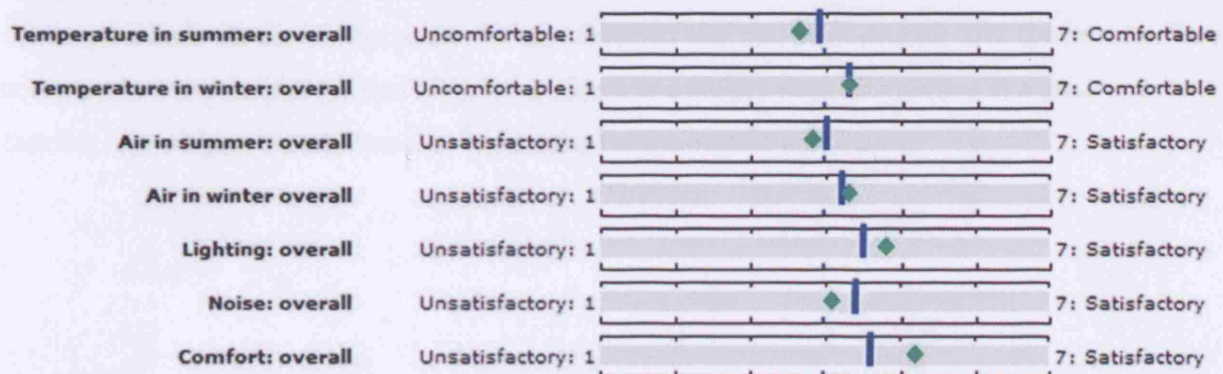 Temperature in summer: overall Uncomfortable: 1 7: Comfortable
Temperature in winter: overall Uncomfortable: 1 7: Comfortable
Air in summer: overall Unsatisfactory: 1 7: Satisfactory
Air in winter overall Unsatisfactory: 1 7: Satisfactory
Lighting: overall Unsatisfactory: 1 7: Satisfactory
Noise: overall Unsatisfactory: 1 7: Satisfactory
Comfort: overall Unsatisfactory: 1 7: Satisfactory